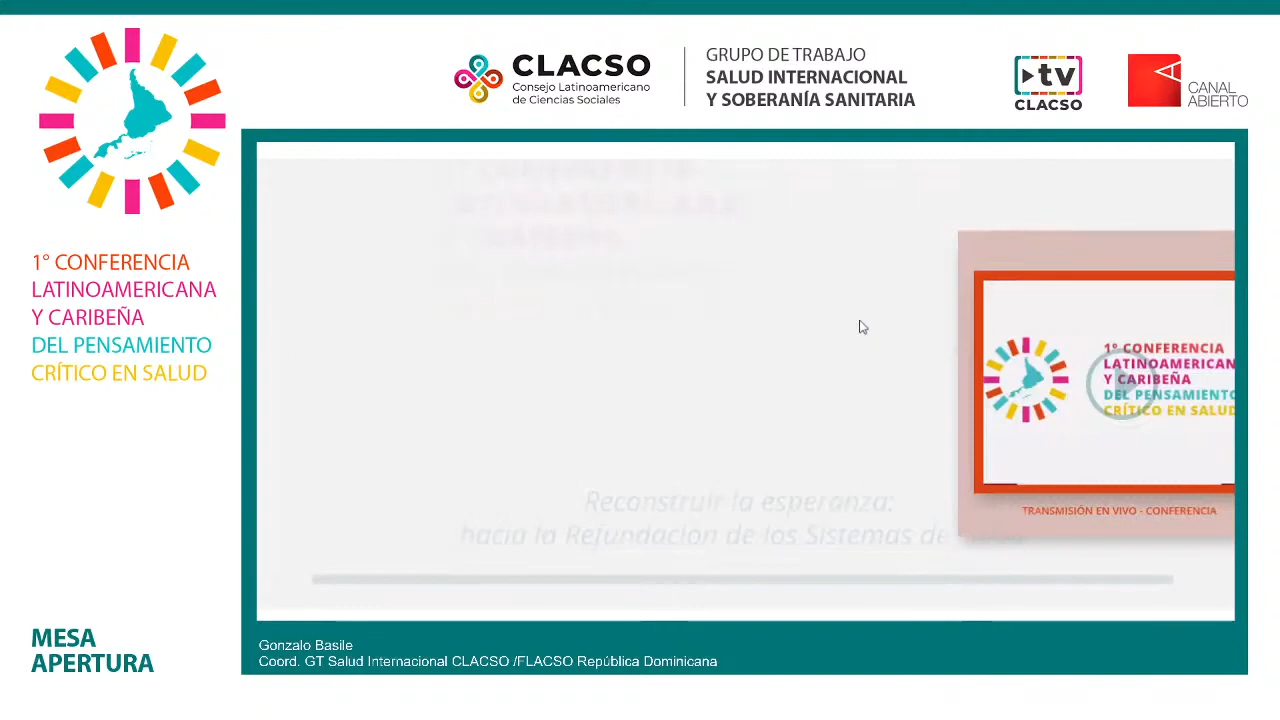 CLACSO
Consejo Latinoamericano
de Ciencias Sociales
GRUPO DE TRABAJO
SALUD INTERNACIONAL
Y SOBERANÍA SANITARIA
tv
CLACSO
CANAL
ABIERTO
1° CONFERENCIA
LATINOAMERICANA
Y CARIBEÑA
DEL PENSAMIENTO
CRÍTICO EN SALUD
1º CONFERENCIA
LATINOAMERICAN
Y CARIBEÑA
DEL PENSAMIENTO
CRÍTICO EN SALUD
TRANSMISIÓN EN VIVO - CONFERENCIA
Reconstruir la esperanza:
hacia la Refundación de los Sistemas de
MESA
APERTURA
Gonzalo Basile
Coord. GT Salud Internacional CLACSO /FLACSO República Dominicana